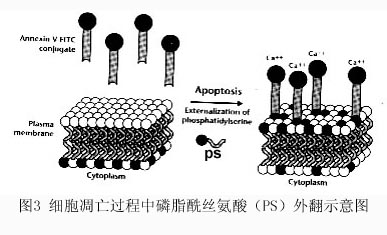 Annexin V-FITC
conjugate
Plasma
membrane
Cytoplasm
Apoptosis
Externalization of
phosphatidylserine
PS
Ca++
Ca++
Ca++
Ca++
Cytoplasm
图3 细胞凋亡过程中磷脂酰丝氨酸（PS）外翻示意图